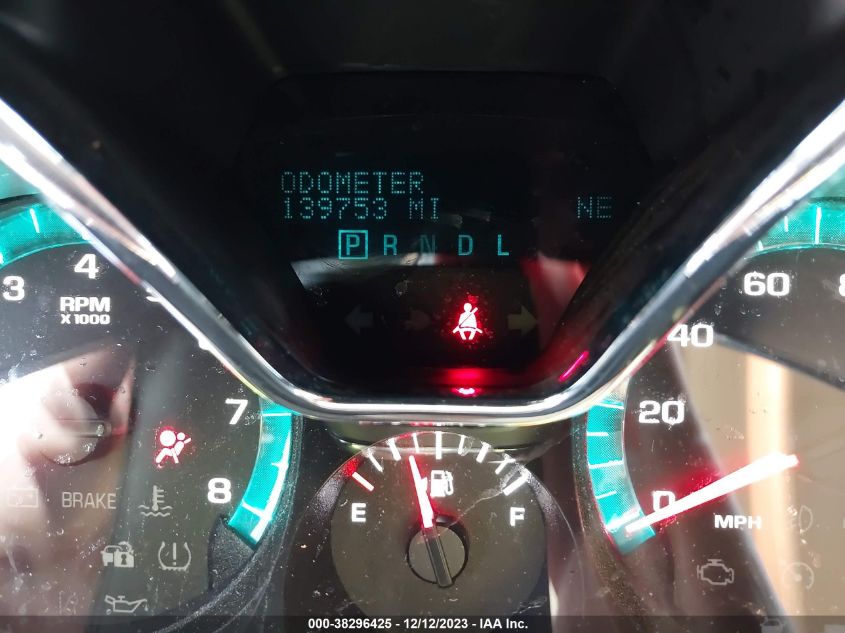 ODOMETER
139753 MI NE
P R N D L
3 4
RPM
X1000
7
8
BRAKE
E F
0 20 40 60
MPH
000-38296425 - 12/12/2023 - IAA Inc.